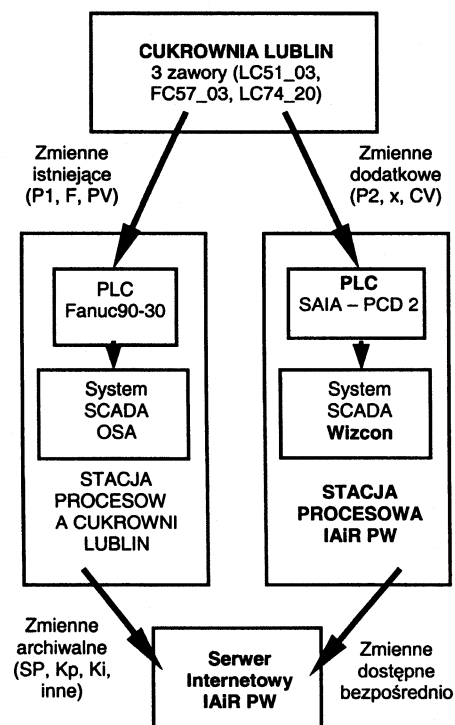 CUKROWNIA LUBLIN
3 zawory (LC51_03,
FC57_03, LC74_20)
Zmienne
istniejące
(P1, F, PV)
Zmienne
dodatkowe
(P2, x, CV)
PLC
Fanuc90-30
System
SCADA
OSA
STACJA
PROCESOW
A CUKROWNI
LUBLIN
PLC
SAIA – PCD 2
System
SCADA
Wizcon
STACJA
PROCESOWA
IAiR PW
Zmienne
archiwalne
(SP, Kp, Ki,
inne)
Serwer
Internetowy
IAiR PW
Zmienne
dostępne
bezpośrednio